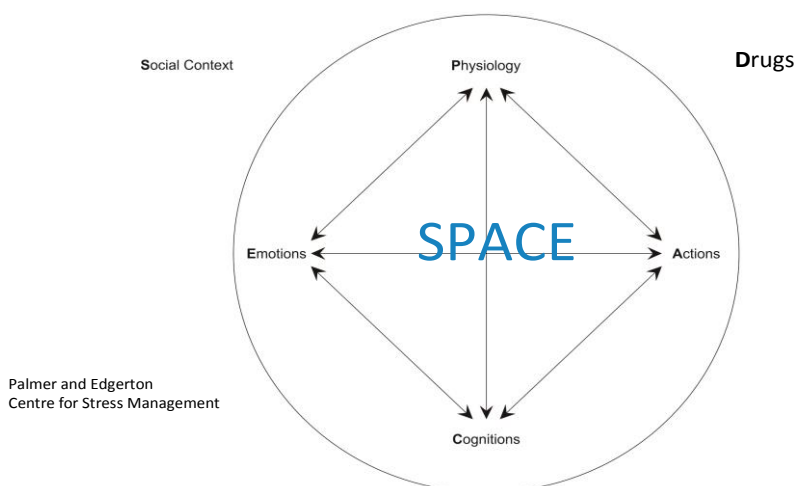 Social Context
Physiology
Drugs
SPACE
Emotions
Actions
Palmer and Edgerton
Centre for Stress Management
Cognitions